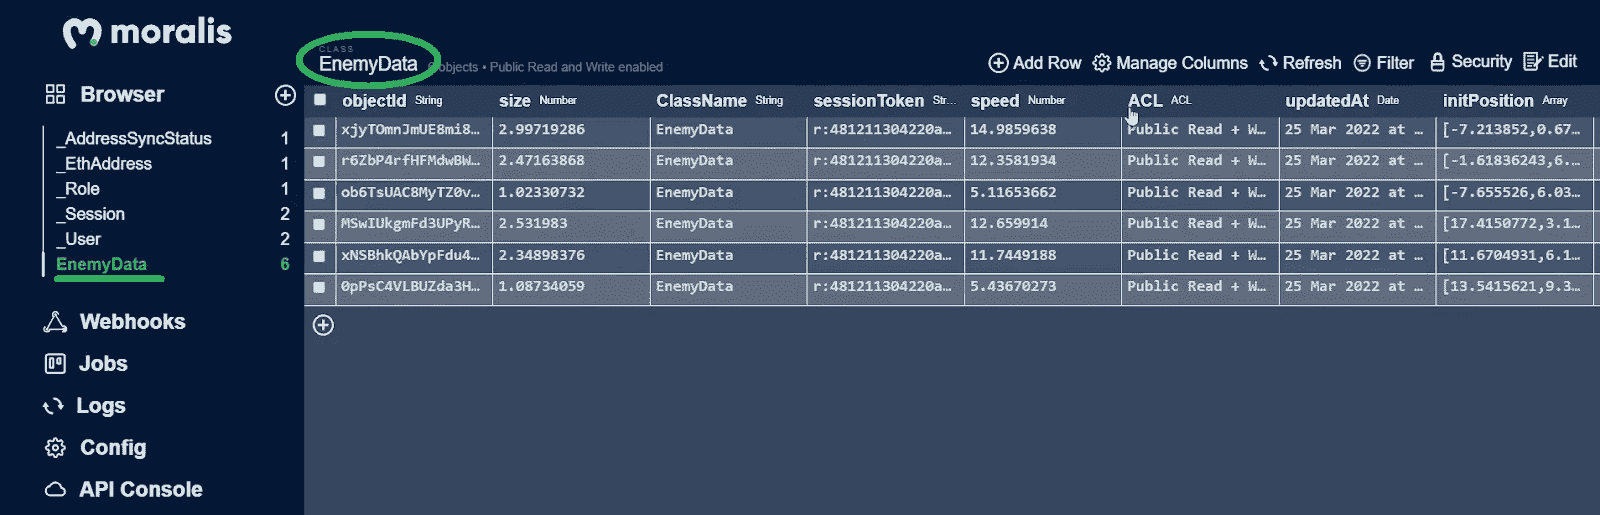 moralis
CLASS
EnemyData objects • Public Read and Write enabled
Add Row Manage Columns Refresh Filter Security Edit
Browser
_AddressSyncStatus 1
_EthAddress 1
_Role 1
_Session 2
_User 2
EnemyData 6
Webhooks
Jobs
Logs
Config
API Console
objectId String size Number ClassName String sessionToken Str... speed Number ACL ACL updatedAt Date initPosition Array
xjyTOmnJmUE8mi8… 2.99719286 EnemyData r:481211304220a… 14.9859638 Public Read + W… 25 Mar 2022 at … [-7.213852,0.67…
r6ZbP4rfHFMdwBW… 2.47163868 EnemyData r:481211304220a… 12.3581934 Public Read + W… 25 Mar 2022 at … [-1.61836243,6.…
ob6TsUAC8MyTZ0v… 1.02330732 EnemyData r:481211304220a… 5.11653662 Public Read + W… 25 Mar 2022 at … [-7.655526,6.03…
MSwIUkgmFd3UPyR… 2.531983 EnemyData r:481211304220a… 12.659914 Public Read + W… 25 Mar 2022 at … [17.4150772,3.1…
xNSBhkQAbYpFdu4… 2.34898376 EnemyData r:481211304220a… 11.7449188 Public Read + W… 25 Mar 2022 at … [11.6704931,6.1…
0pPsC4VLBUZda3H… 1.08734059 EnemyData r:481211304220a… 5.43670273 Public Read + W… 25 Mar 2022 at … [13.5415621,9.3…